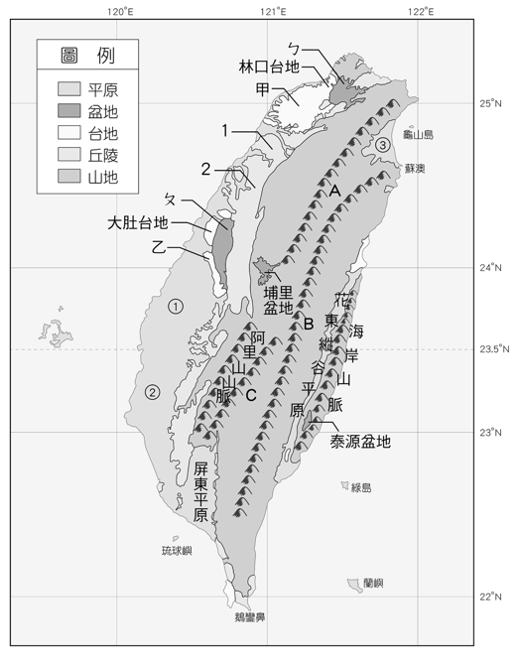 120°E
121°E
122°E
圖 例
平原
盆地
台地
丘陵
山地
ㄅ
林口台地
甲
25°N
龜山島
1
③
蘇澳
2
A
ㄆ
大肚台地
乙
24°N
埔里
盆地
①
花東縱谷平原
海岸山脈
B
阿里山山脈
23.5°N
C
②
23°N
泰源盆地
屏東平原
綠島
琉球嶼
蘭嶼
22°N
鵝鑾鼻